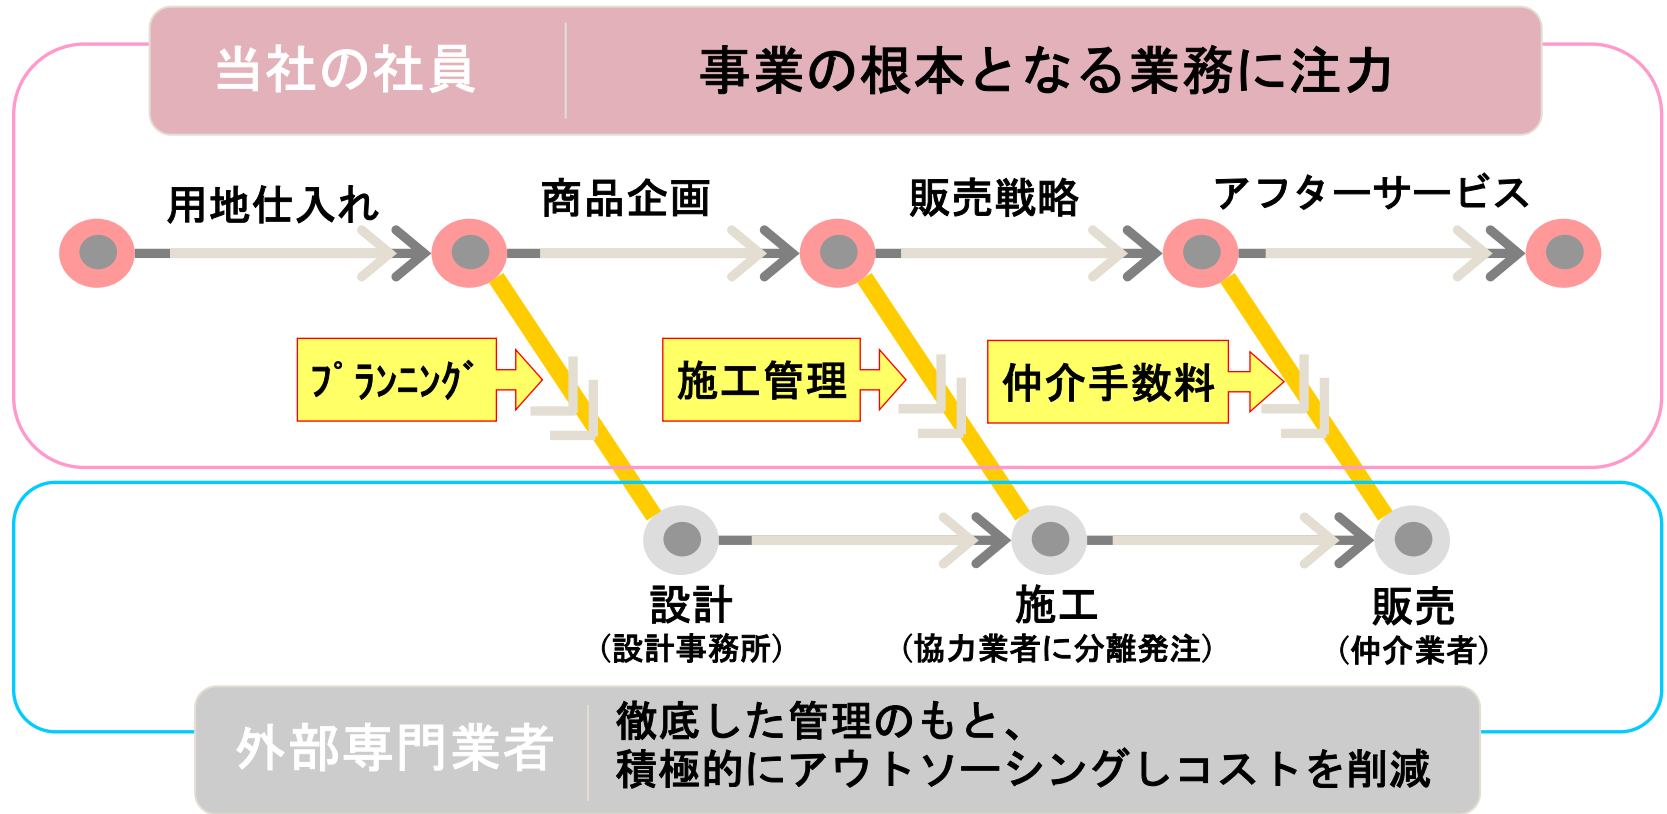 当社の社員
事業の根本となる業務に注力
用地仕入れ
商品企画
販売戦略
アフターサービス
ﾌﾟﾗﾝﾆﾝｸﾞ
施工管理
仲介手数料
設計
（設計事務所）
施工
（協力業者に分離発注）
販売
（仲介業者）
外部専門業者
徹底した管理のもと、
積極的にアウトソーシングしコストを削減